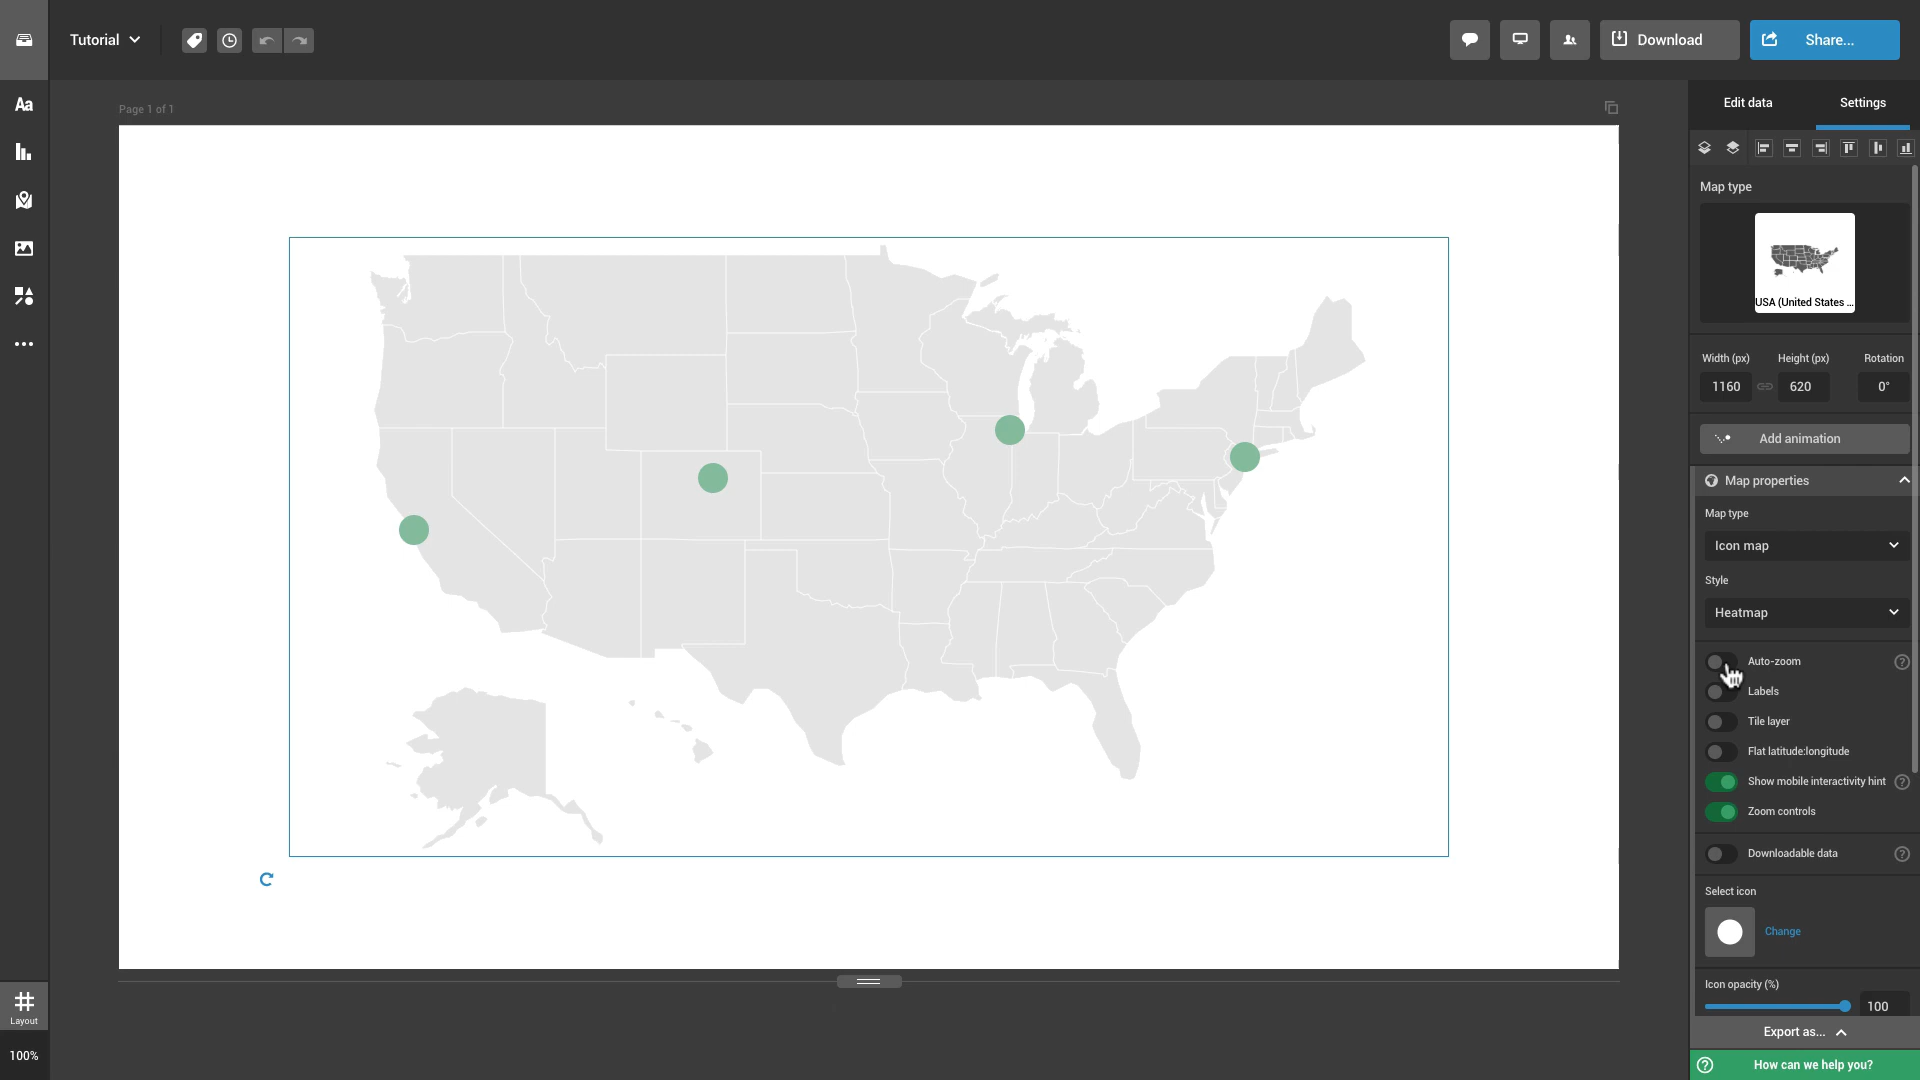 Tutorial
Download
Share...
Aa
Page 1 of 1
Edit data
Settings
Map type
USA (United States ...
Width (px)
Height (px)
Rotation
1160
620
0°
Add animation
Map properties
Map type
Icon map
Style
Heatmap
Auto-zoom
?
Labels
Tile layer
Flat latitude:longitude
Show mobile interactivity hint
?
Zoom controls
Downloadable data
?
Select icon
Change
Icon opacity (%)
100
Layout
Export as...
100%
? How can we help you?